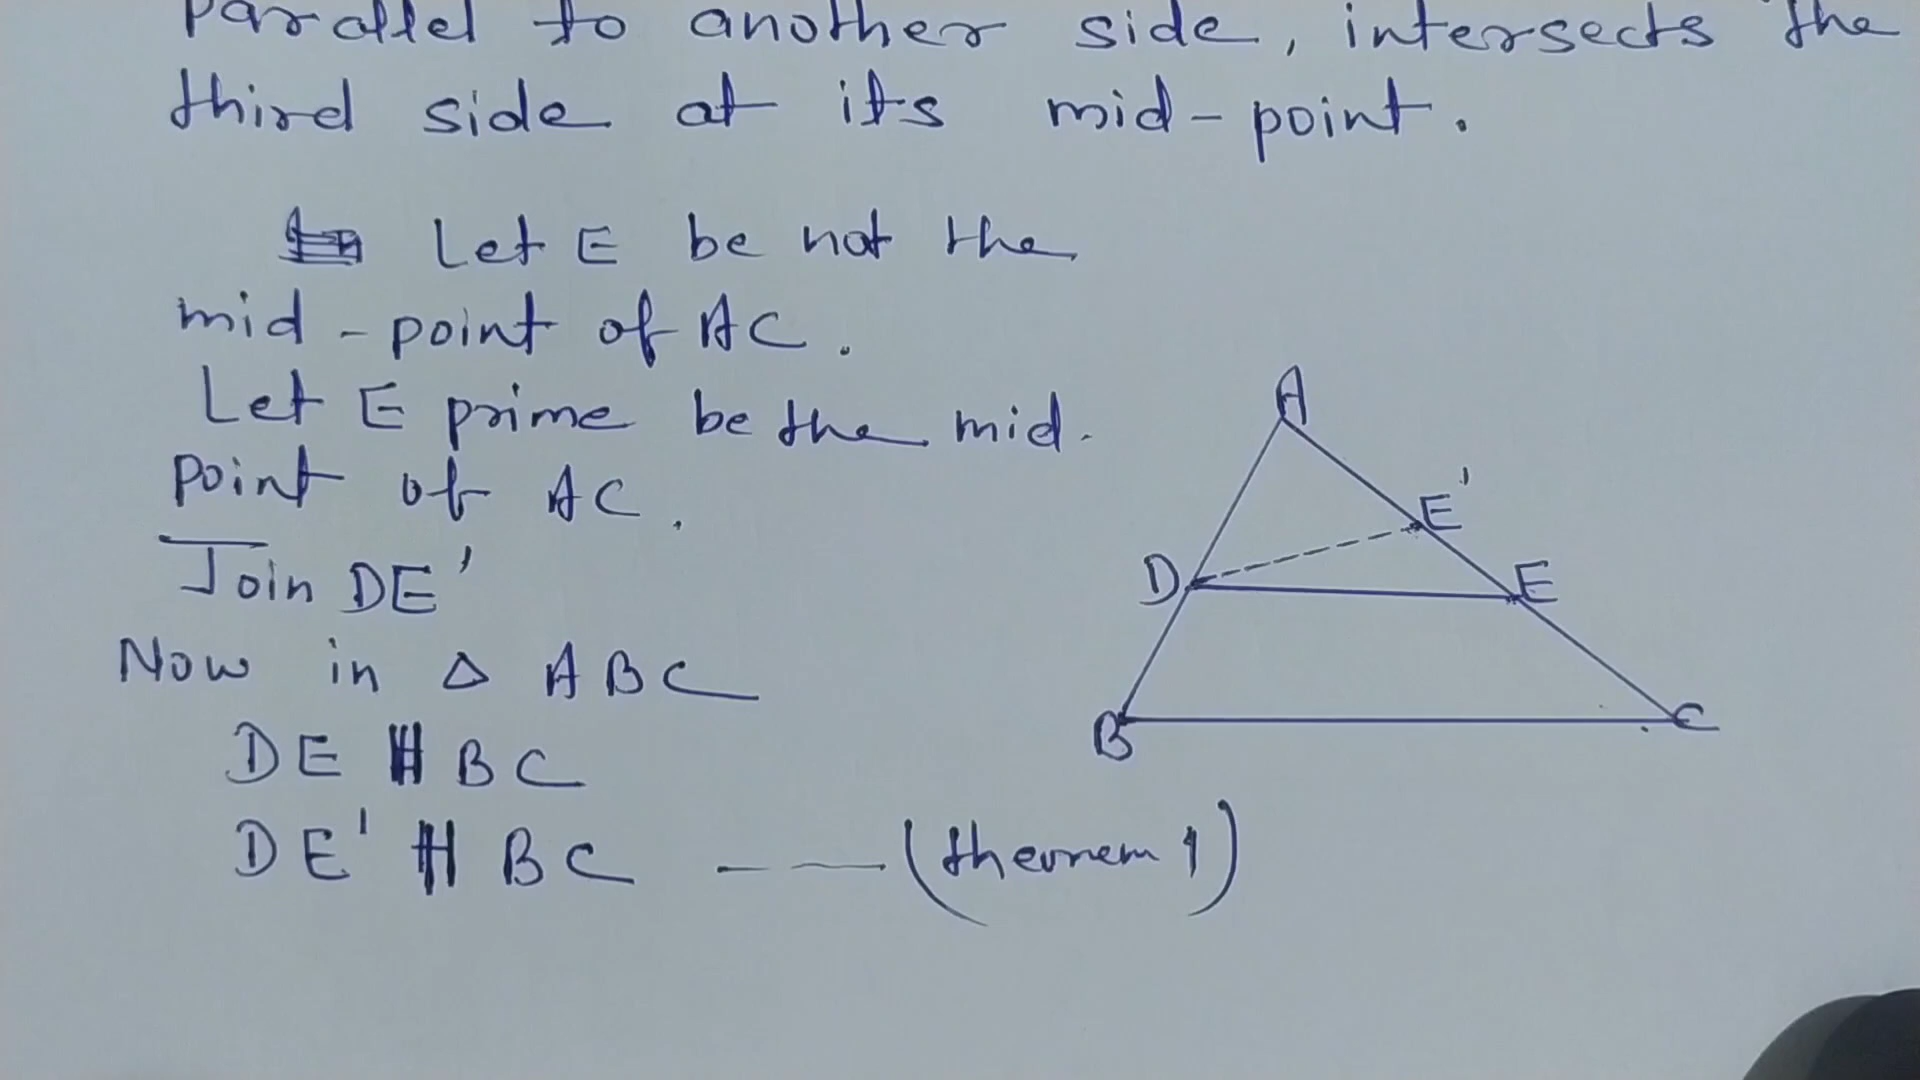 parallel to another side, intersects the
third side at its mid-point.
Let E be not the
mid-point of AC.
Let E prime be the mid-
point of AC.
Join DE'
Now in △ ABC
DE || BC
DE' || BC --- (theorem 1)
A
E'
D
E
B
C